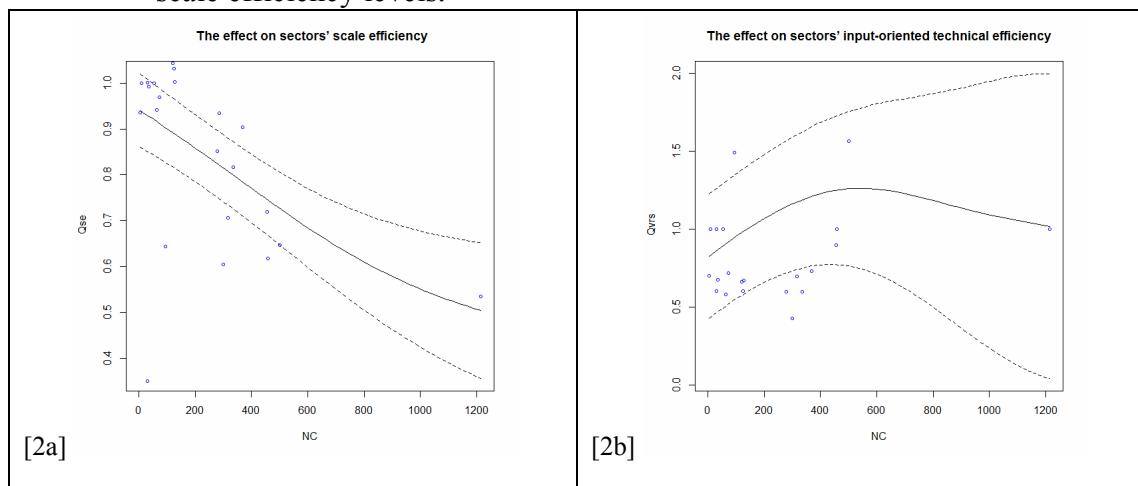 scale efficiency levels.
The effect on sectors' scale efficiency
Qse
1.0
0.9
0.8
0.7
0.6
0.5
0.4
0 200 400 600 800 1000 1200
NC
[2a]
The effect on sectors' input-oriented technical efficiency
Qvrs
2.0
1.5
1.0
0.5
0.0
0 200 400 600 800 1000 1200
NC
[2b]